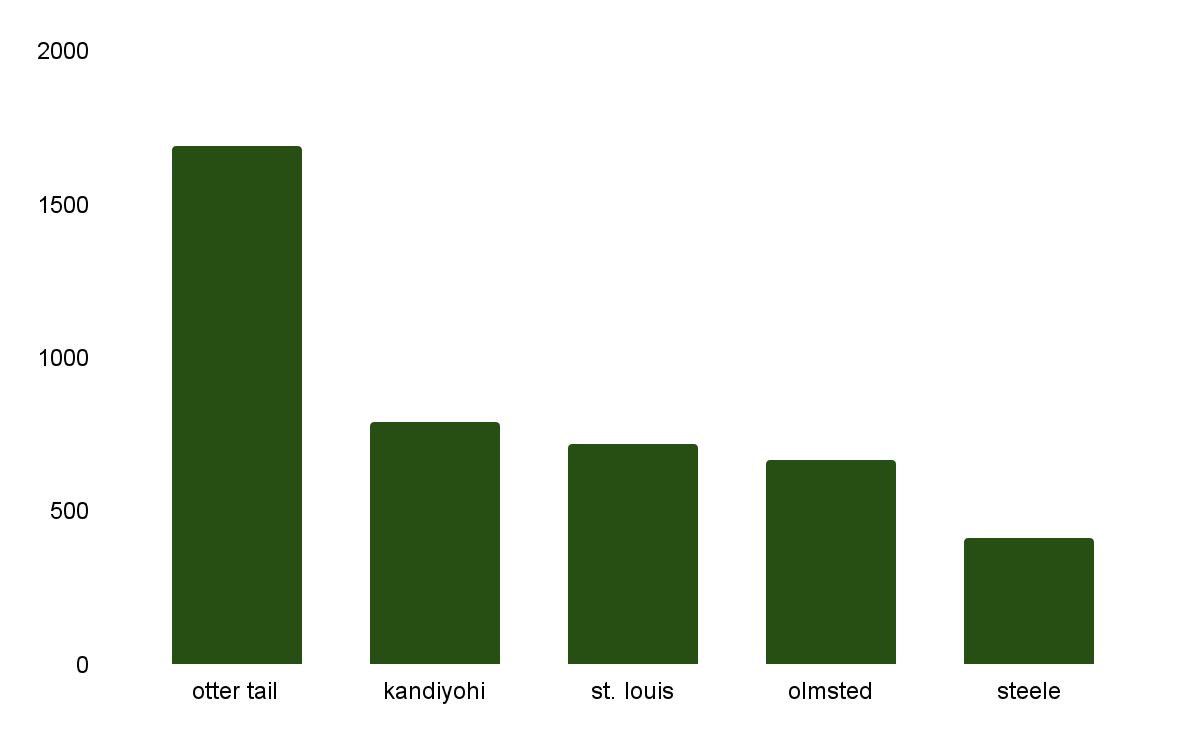 2000
1500
1000
500
0
otter tail
kandiyohi
st. louis
olmsted
steele